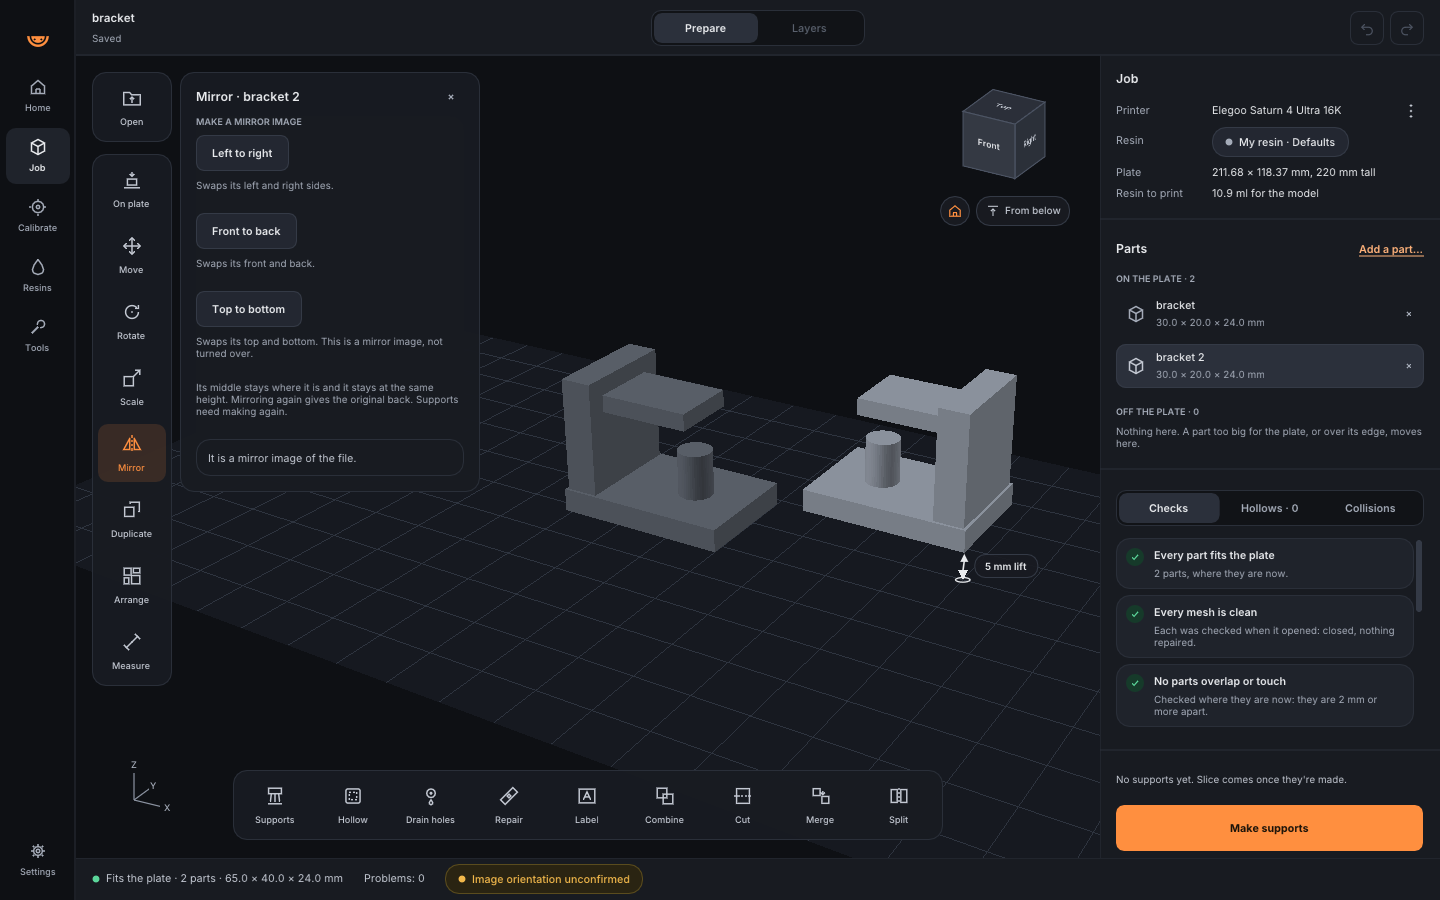 bracket
Saved
Prepare
Layers
Home
Job
Calibrate
Resins
Tools
Settings
Open
On plate
Move
Rotate
Scale
Mirror
Duplicate
Arrange
Measure
Mirror · bracket 2
×
MAKE A MIRROR IMAGE
Left to right
Swaps its left and right sides.
Front to back
Swaps its front and back.
Top to bottom
Swaps its top and bottom. This is a mirror image, not
turned over.
Its middle stays where it is and it stays at the same
height. Mirroring again gives the original back. Supports
need making again.
It is a mirror image of the file.
Top
Front
Right
From below
5 mm lift
Z
Y
X
Supports
Hollow
Drain holes
Repair
Label
Combine
Cut
Merge
Split
Job
Printer
Elegoo Saturn 4 Ultra 16K
Resin
My resin · Defaults
Plate
211.68 × 118.37 mm, 220 mm tall
Resin to print
10.9 ml for the model
Parts
Add a part...
ON THE PLATE · 2
bracket
30.0 × 20.0 × 24.0 mm
×
bracket 2
30.0 × 20.0 × 24.0 mm
×
OFF THE PLATE · 0
Nothing here. A part too big for the plate, or over its edge, moves
here.
Checks
Hollows · 0
Collisions
Every part fits the plate
2 parts, where they are now.
Every mesh is clean
Each was checked when it opened: closed, nothing
repaired.
No parts overlap or touch
Checked where they are now: they are 2 mm or
more apart.
No supports yet. Slice comes once they're made.
Make supports
Fits the plate · 2 parts · 65.0 × 40.0 × 24.0 mm
Problems: 0
Image orientation unconfirmed